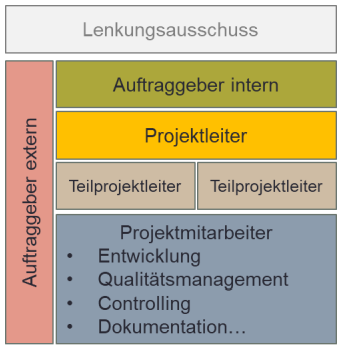 Lenkungsausschuss
Auftraggeber extern
Auftraggeber intern
Projektleiter
Teilprojektleiter Teilprojektleiter
Projektmitarbeiter
• Entwicklung
• Qualitätsmanagement
• Controlling
• Dokumentation…